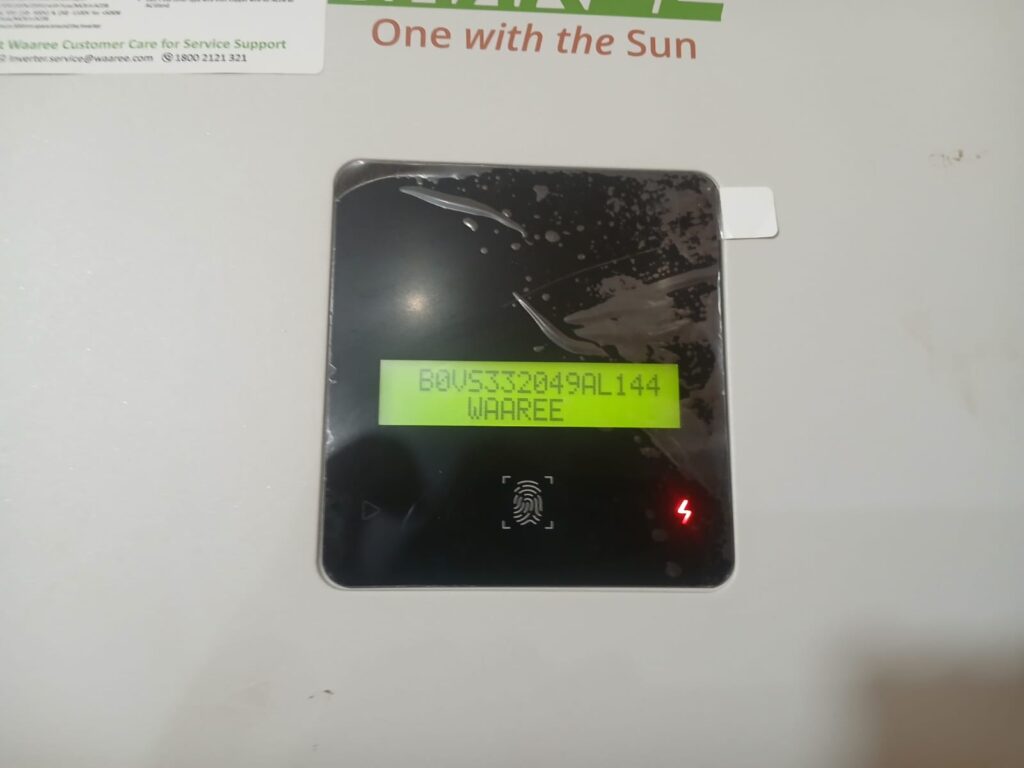 t Waaree Customer Care for Service Support
Inverter.service@waaree.com 1800 2121 321
One with the Sun
B0VS332049AL144
WAAREE